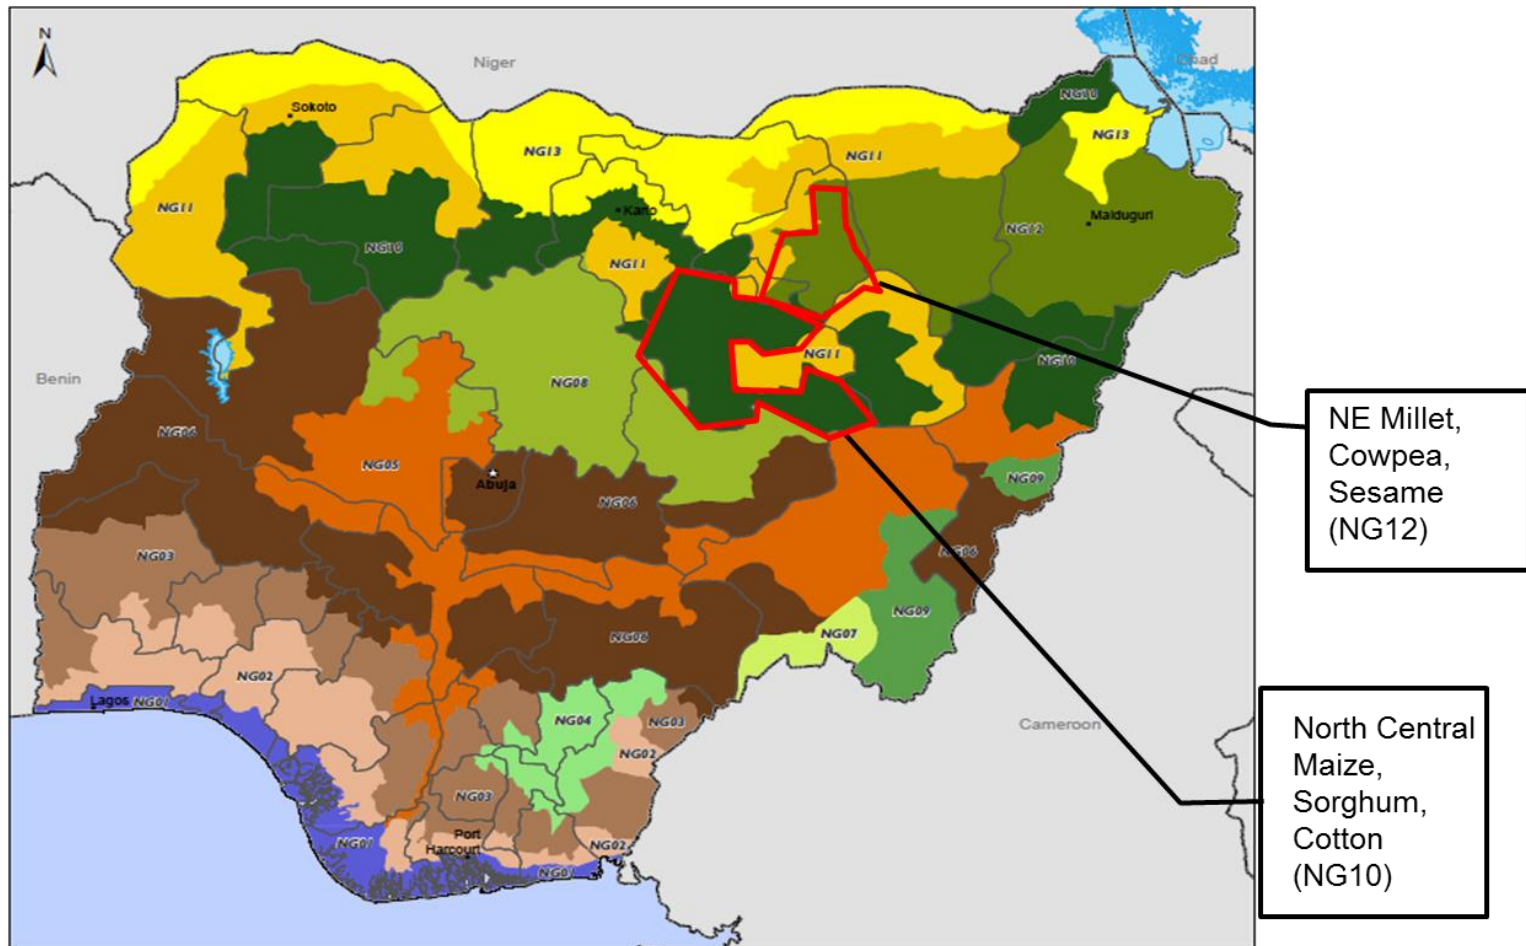 N
Niger
Chad
NG10
Sokoto
NG13
NG13
NG11
NG11
Kano
Maiduguri
NG12
NG10
NG11
NG11
NG10
Benin
NG08
NG06
NG05
Abuja
NG06
NG09
NG03
NG06
NG09
NG07
NG06
NG02
Lagos
NG01
NG04
NG03
NG02
Cameroon
NG03
NG01
Port
Harcourt
NG02
NG01
NE Millet,
Cowpea,
Sesame
(NG12)
North Central
Maize,
Sorghum,
Cotton
(NG10)